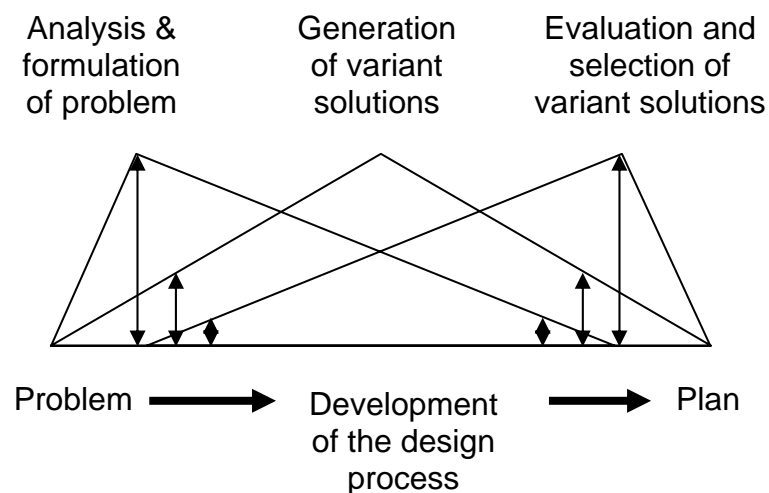 Analysis &
formulation
of problem
Generation
of variant
solutions
Evaluation and
selection of
variant solutions
Problem
Development
of the design
process
Plan